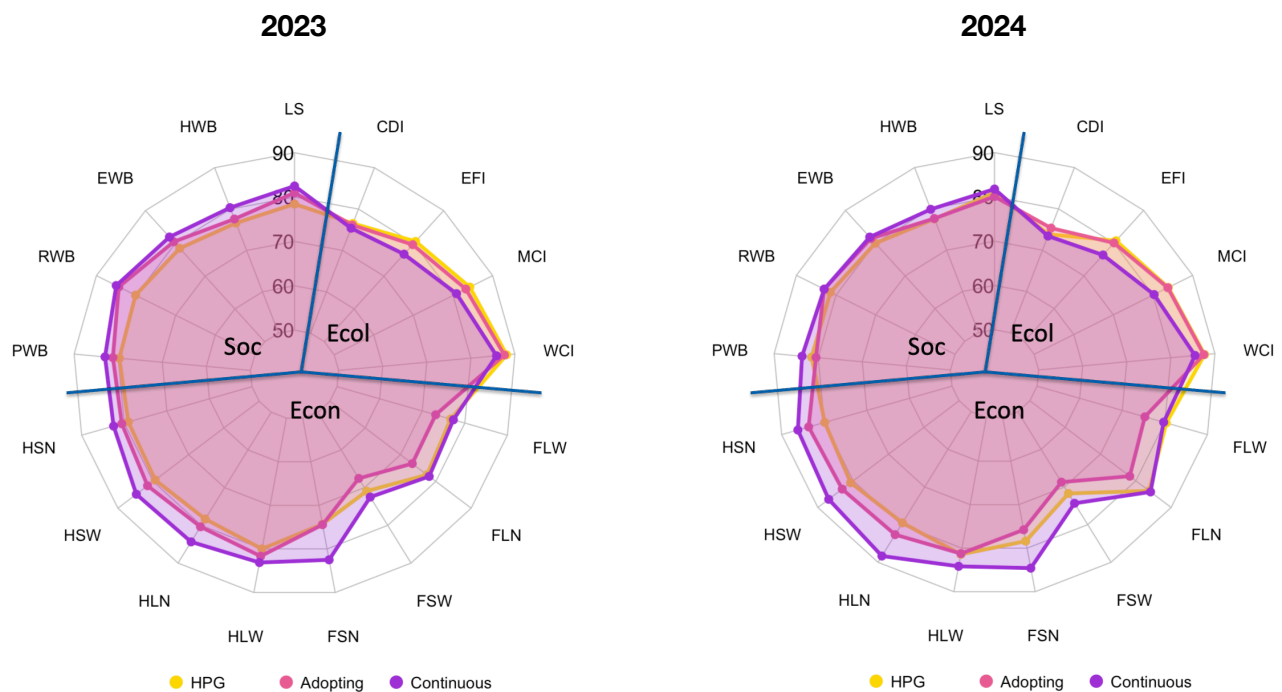 2023
LS
CDI
EFI
MCI
WCI
FLW
FLN
FSW
FSN
HLW
HLN
HSW
HSN
PWB
RWB
EWB
HWB
90
80
70
60
50
Soc
Ecol
Econ
HPG Adopting Continuous
2024
LS
CDI
EFI
MCI
WCI
FLW
FLN
FSW
FSN
HLW
HLN
HSW
HSN
PWB
RWB
EWB
HWB
90
80
70
60
50
Soc
Ecol
Econ
HPG Adopting Continuous